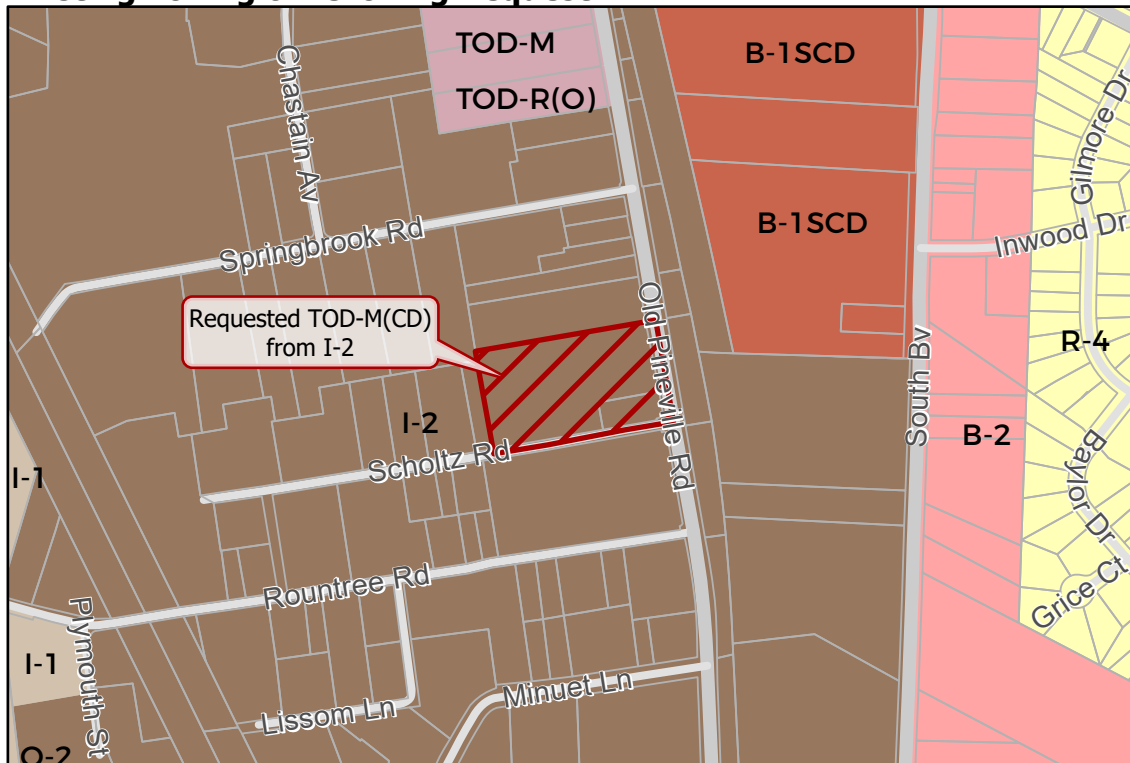 TOD-M
TOD-R(O)
B-1SCD
B-1SCD
Chastain Av
Springbrook Rd
Gilmore Dr
Inwood Dr
Requested TOD-M(CD)
from I-2
Old Pineville Rd
South Bv
R-4
I-2
B-2
Scholtz Rd
Baylor Dr
I-1
Rountree Rd
Grice Ct
Plymouth St
I-1
Minuet Ln
Lissom Ln
O-2